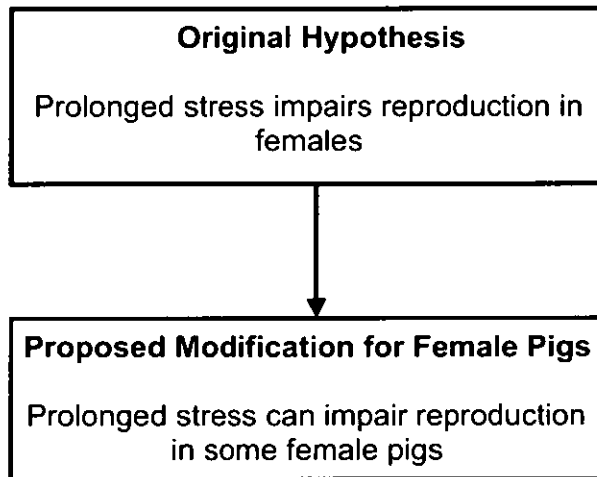 Original Hypothesis
Prolonged stress impairs reproduction in
females
Proposed Modification for Female Pigs
Prolonged stress can impair reproduction
in some female pigs